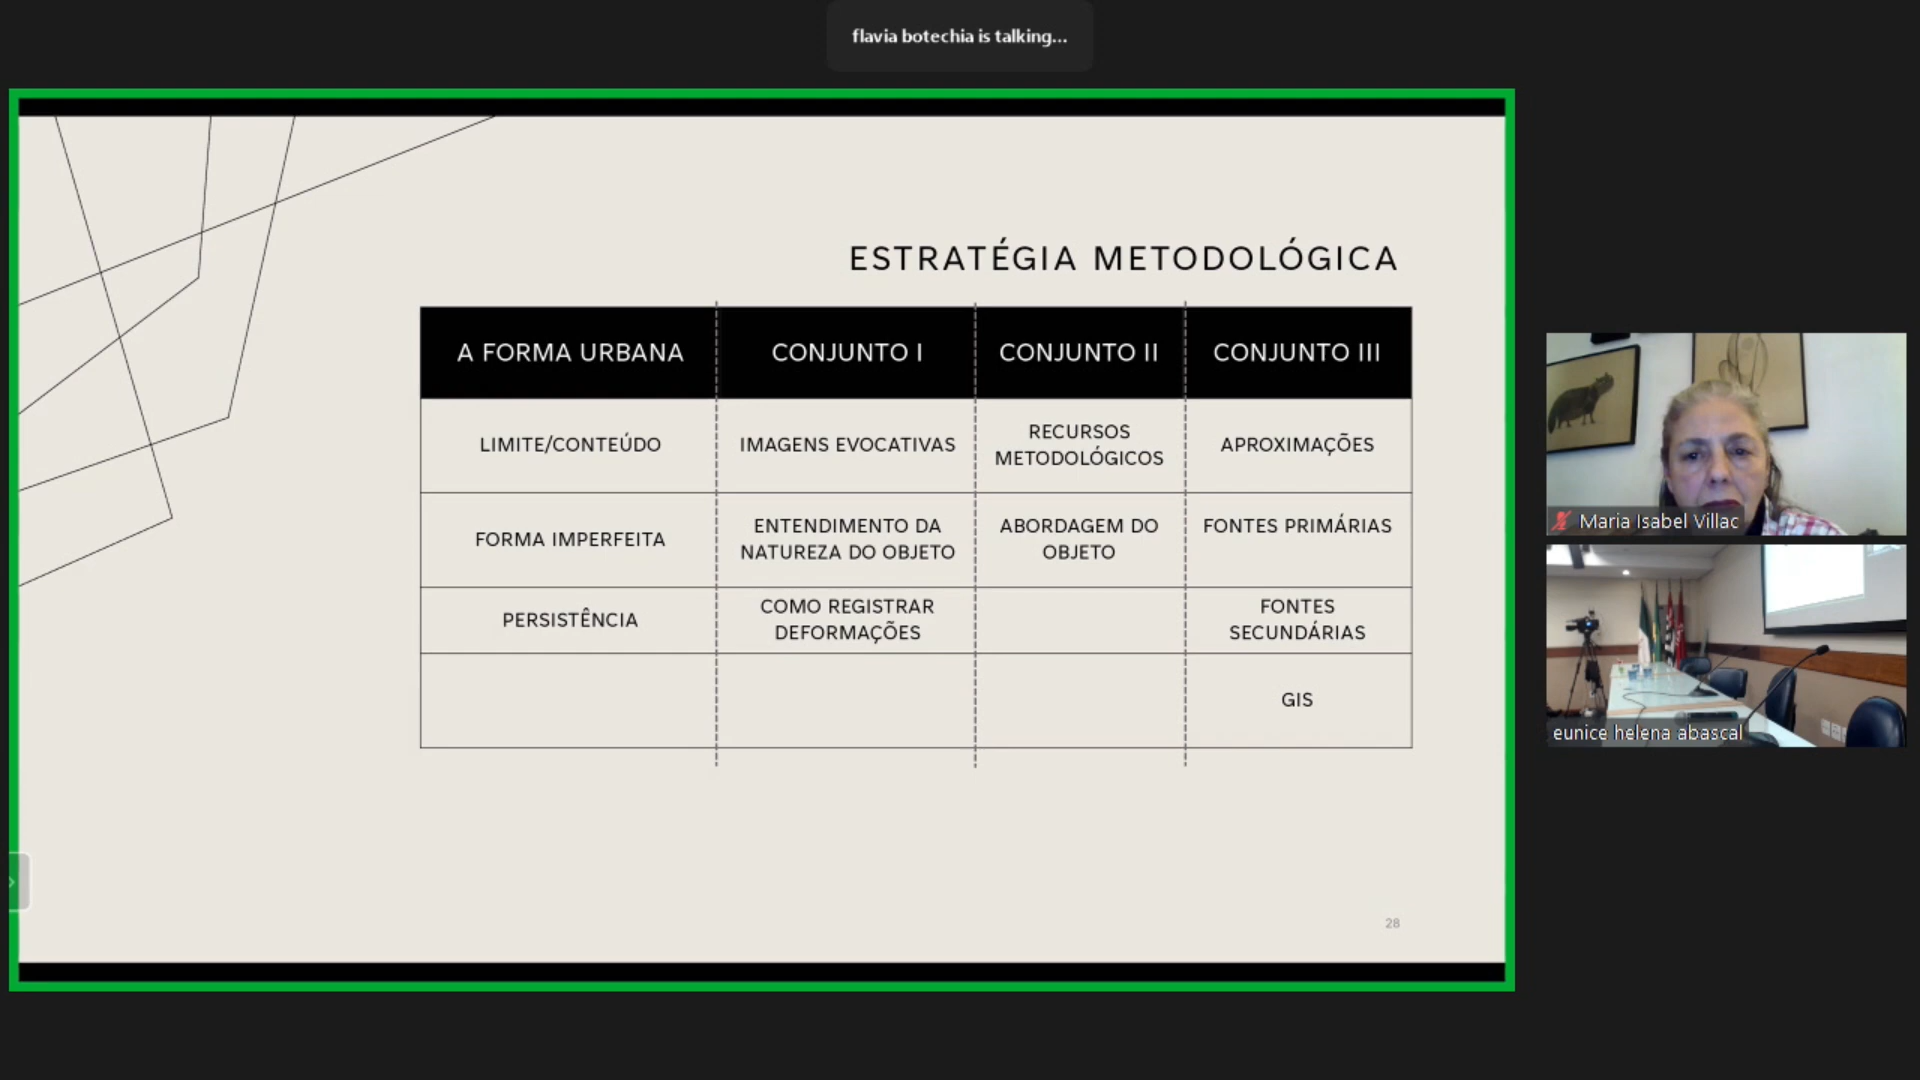 flavia botechia is talking...
ESTRATÉGIA METODOLÓGICA
A FORMA URBANA
CONJUNTO I
CONJUNTO II
CONJUNTO III
LIMITE/CONTEÚDO
IMAGENS EVOCATIVAS
RECURSOS
METODOLÓGICOS
APROXIMAÇÕES
FORMA IMPERFEITA
ENTENDIMENTO DA
NATUREZA DO OBJETO
ABORDAGEM DO
OBJETO
FONTES PRIMÁRIAS
PERSISTÊNCIA
COMO REGISTRAR
DEFORMAÇÕES
FONTES
SECUNDÁRIAS
GIS
28
Maria Isabel Villac
eunice helena abascal